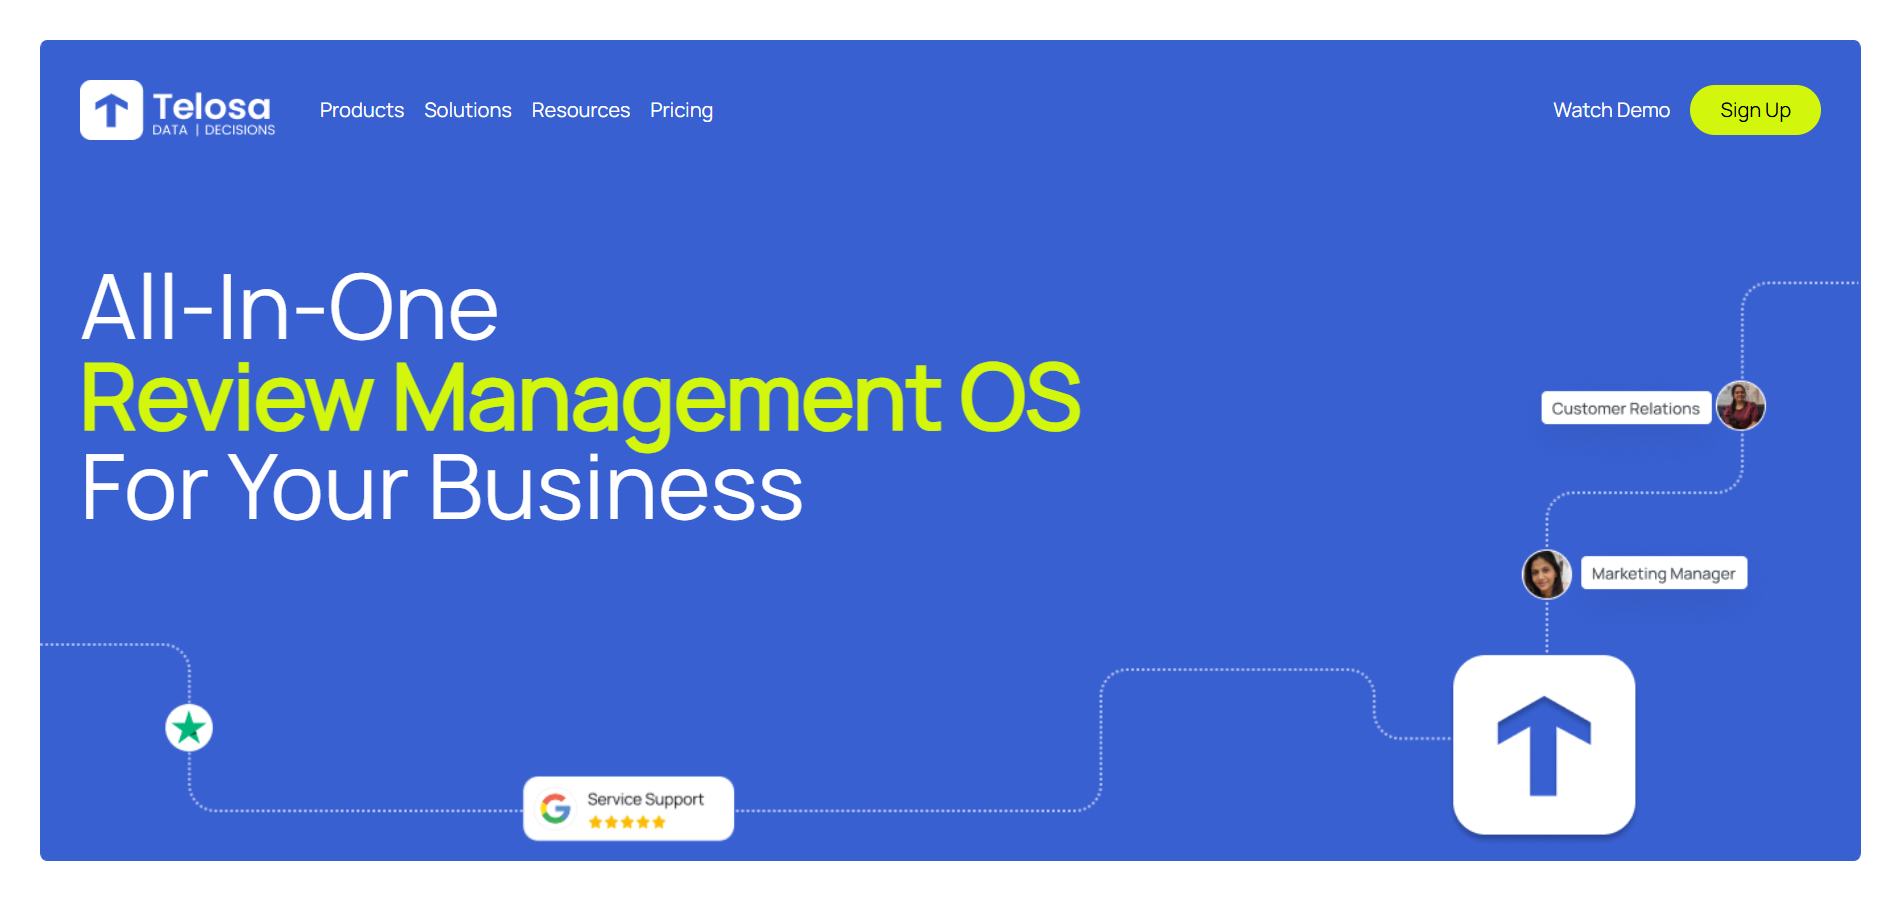 Telosa
DATA | DECISIONS
Products Solutions Resources Pricing
Watch Demo
Sign Up
All-In-One
Review Management OS
For Your Business
Customer Relations
Marketing Manager
Service Support